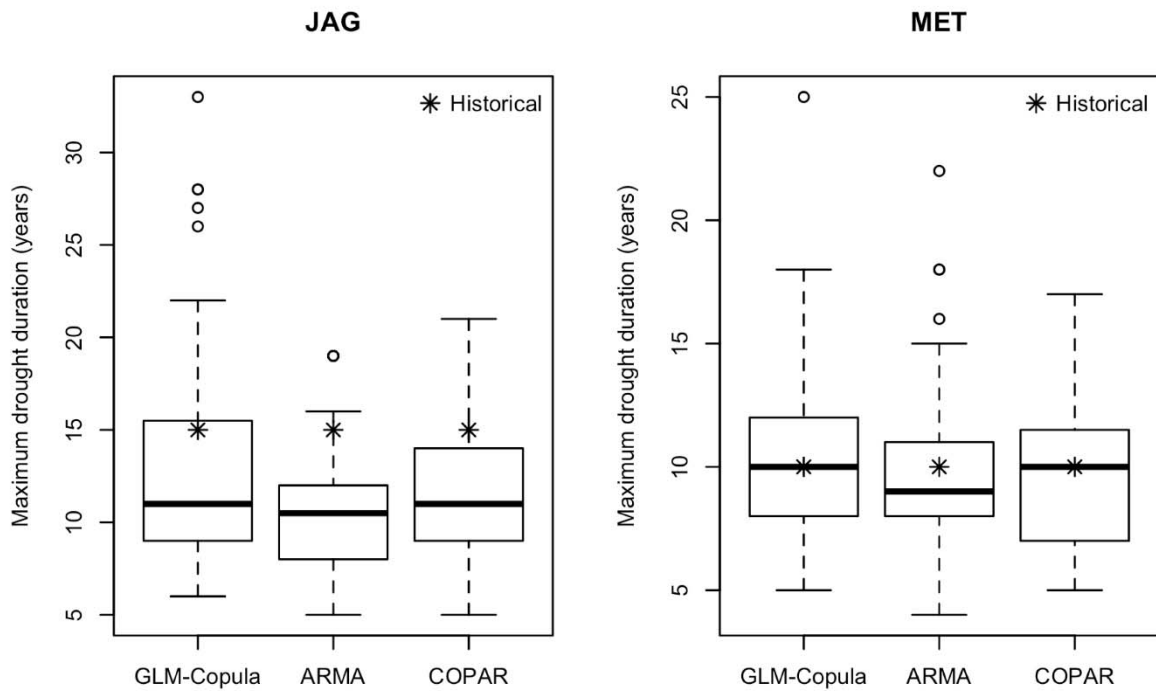 JAG
Maximum drought duration (years)
30
25
20
15
10
5
Historical
GLM-Copula
ARMA
COPAR
MET
Maximum drought duration (years)
25
20
15
10
5
Historical
GLM-Copula
ARMA
COPAR